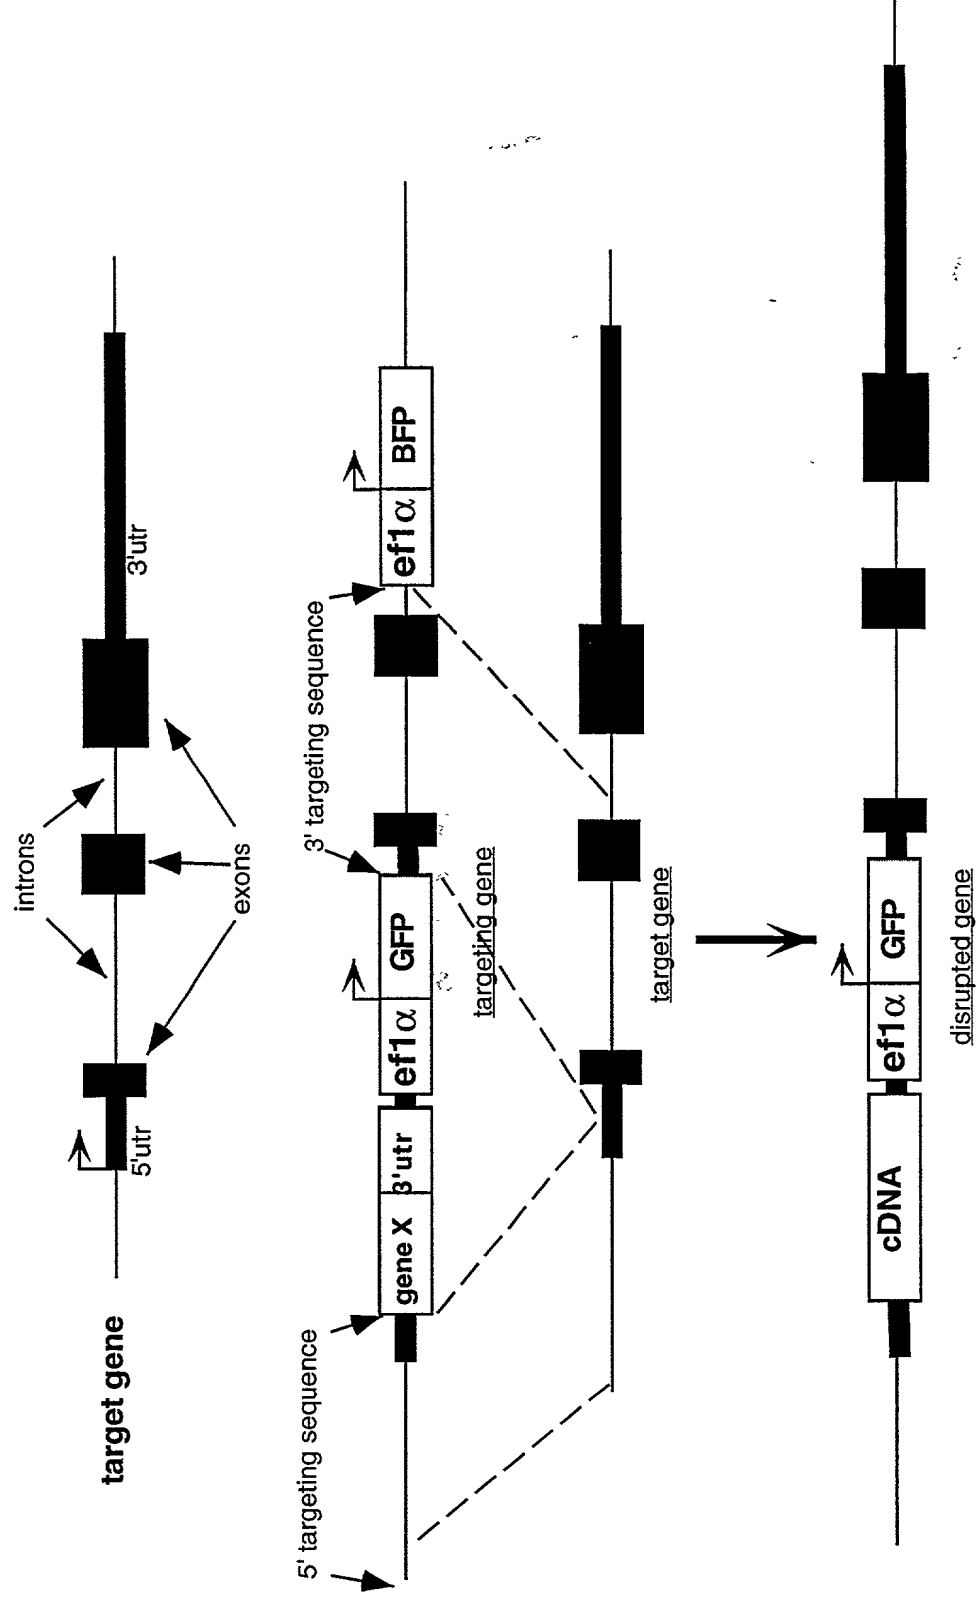 target gene
introns
5'utr
3'utr
exons
5' targeting sequence
3' targeting sequence
gene X
3'utr
ef1α
GFP
ef1α
BFP
targeting gene
target gene
cDNA
ef1α
GFP
disrupted gene